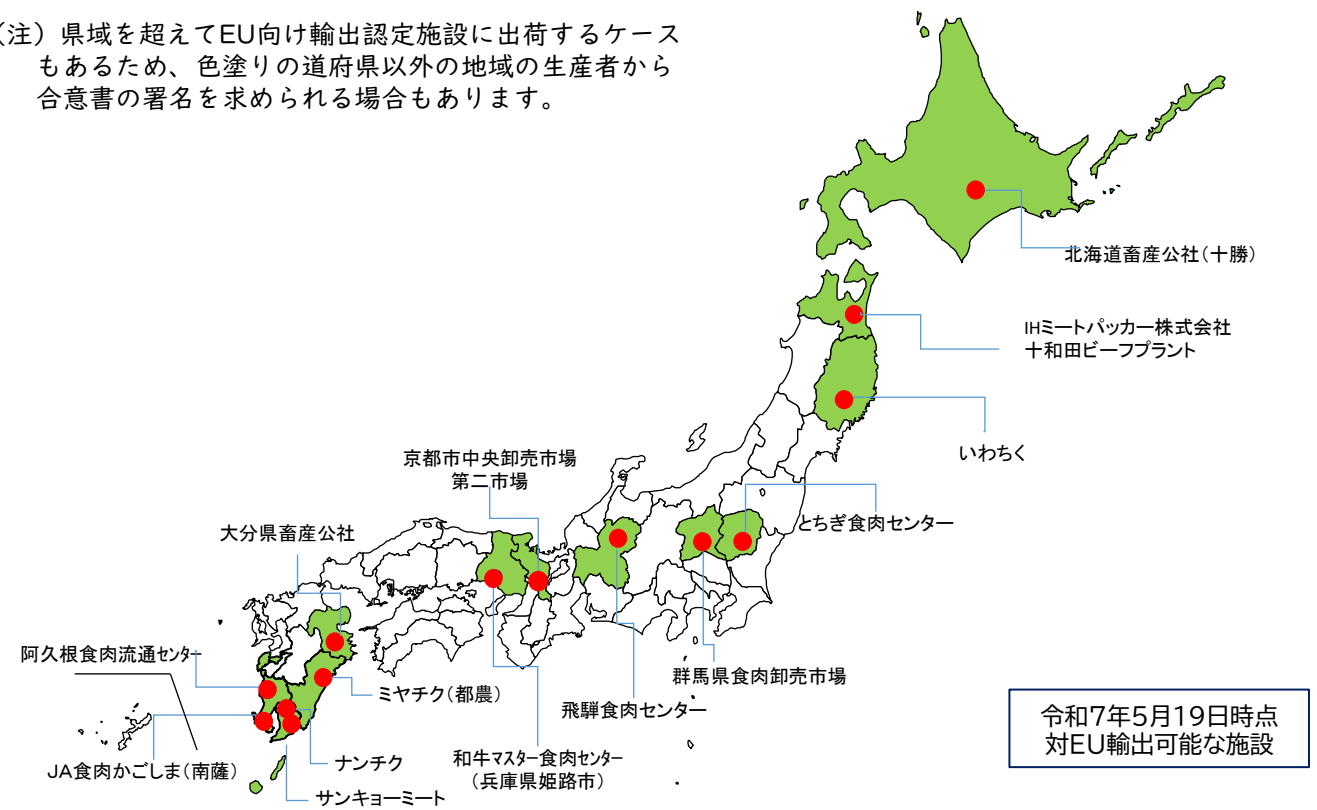 （注）県域を超えてEU向け輸出認定施設に出荷するケース
もあるため、色塗りの道府県以外の地域の生産者から
合意書の署名を求められる場合もあります。
北海道畜産公社（十勝）
IHミートパッカー株式会社
十和田ビーフプラント
いわちく
京都市中央卸売市場
第二市場
とちぎ食肉センター
大分県畜産公社
阿久根食肉流通センター
群馬県食肉卸売市場
ミヤチク（都農）
飛騨食肉センター
令和7年5月19日時点
対EU輸出可能な施設
和牛マスター食肉センター
（兵庫県姫路市）
ナンチク
JA食肉かごしま（南薩）
サンキョーミート